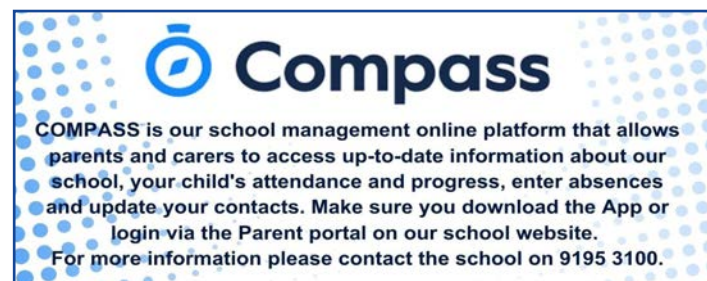 Compass
COMPASS is our school management online platform that allows
parents and carers to access up-to-date information about our
school, your child's attendance and progress, enter absences
and update your contacts. Make sure you download the App or
login via the Parent portal on our school website.
For more information please contact the school on 9195 3100.